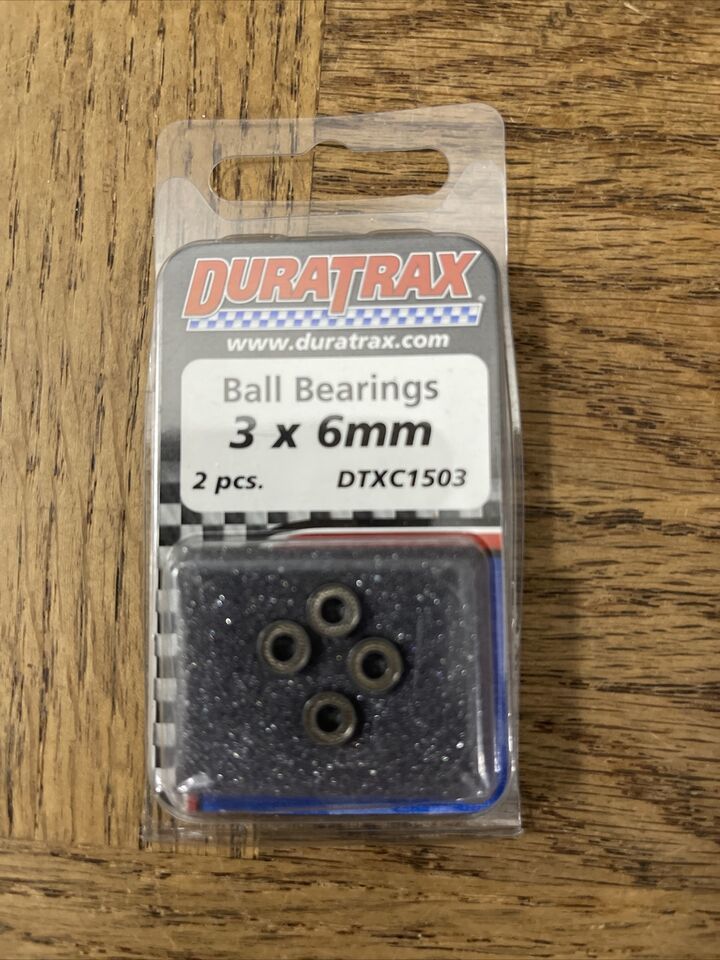 DURATRAX®
www.duratrax.com
Ball Bearings
3 x 6mm
2 pcs. DTXC1503